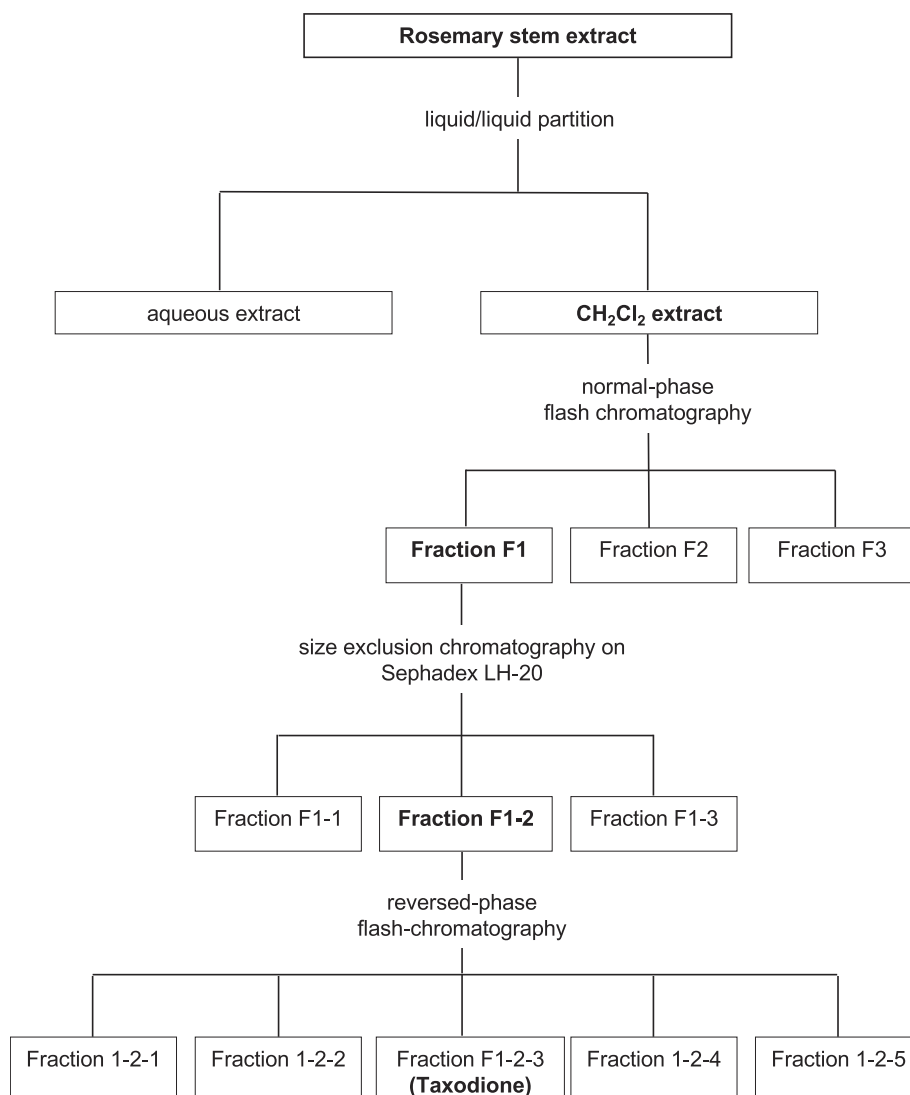 Rosemary stem extract
liquid/liquid partition
aqueous extract
CH₂Cl₂ extract
normal-phase
flash chromatography
Fraction F1
Fraction F2
Fraction F3
size exclusion chromatography on
Sephadex LH-20
Fraction F1-1
Fraction F1-2
Fraction F1-3
reversed-phase
flash-chromatography
Fraction 1-2-1
Fraction 1-2-2
Fraction F1-2-3
(Taxodione)
Fraction 1-2-4
Fraction 1-2-5